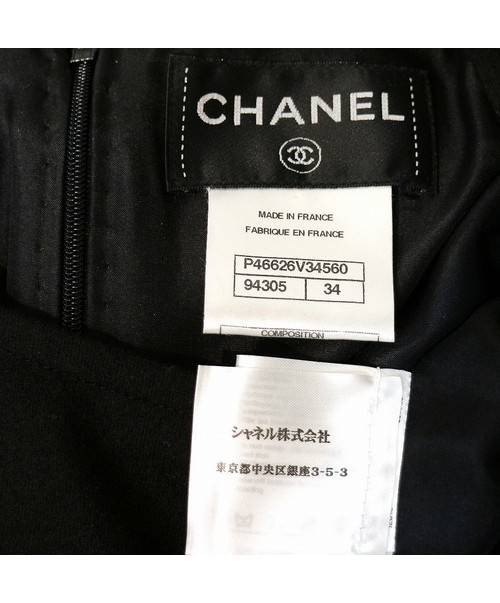 CHANEL
MADE IN FRANCE
FABRIQUE EN FRANCE
P46626V34560
94305 34
COMPOSITION
シャネル株式会社
東京都中央区銀座3-5-3